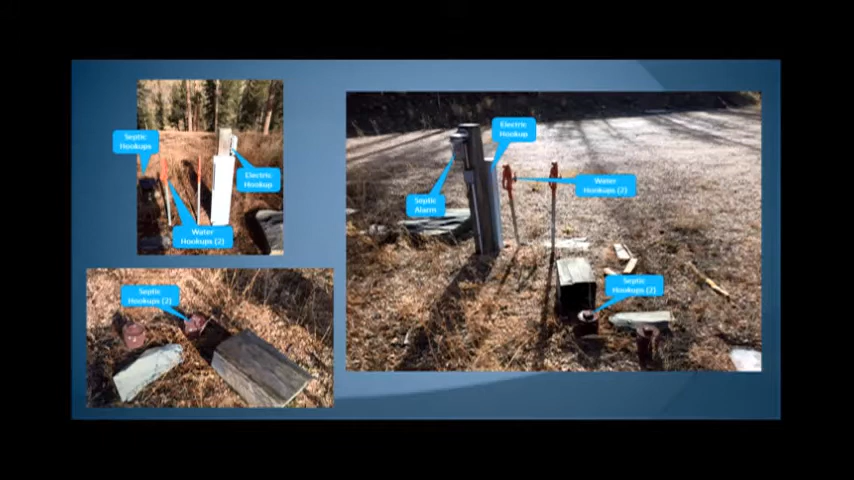 Septic
Hookups
Electric
Hookup
Water
Hookups (2)
Septic
Hookups (2)
Electric
Hookup
Septic
Alarm
Water
Hookups (2)
Septic
Hookups (2)